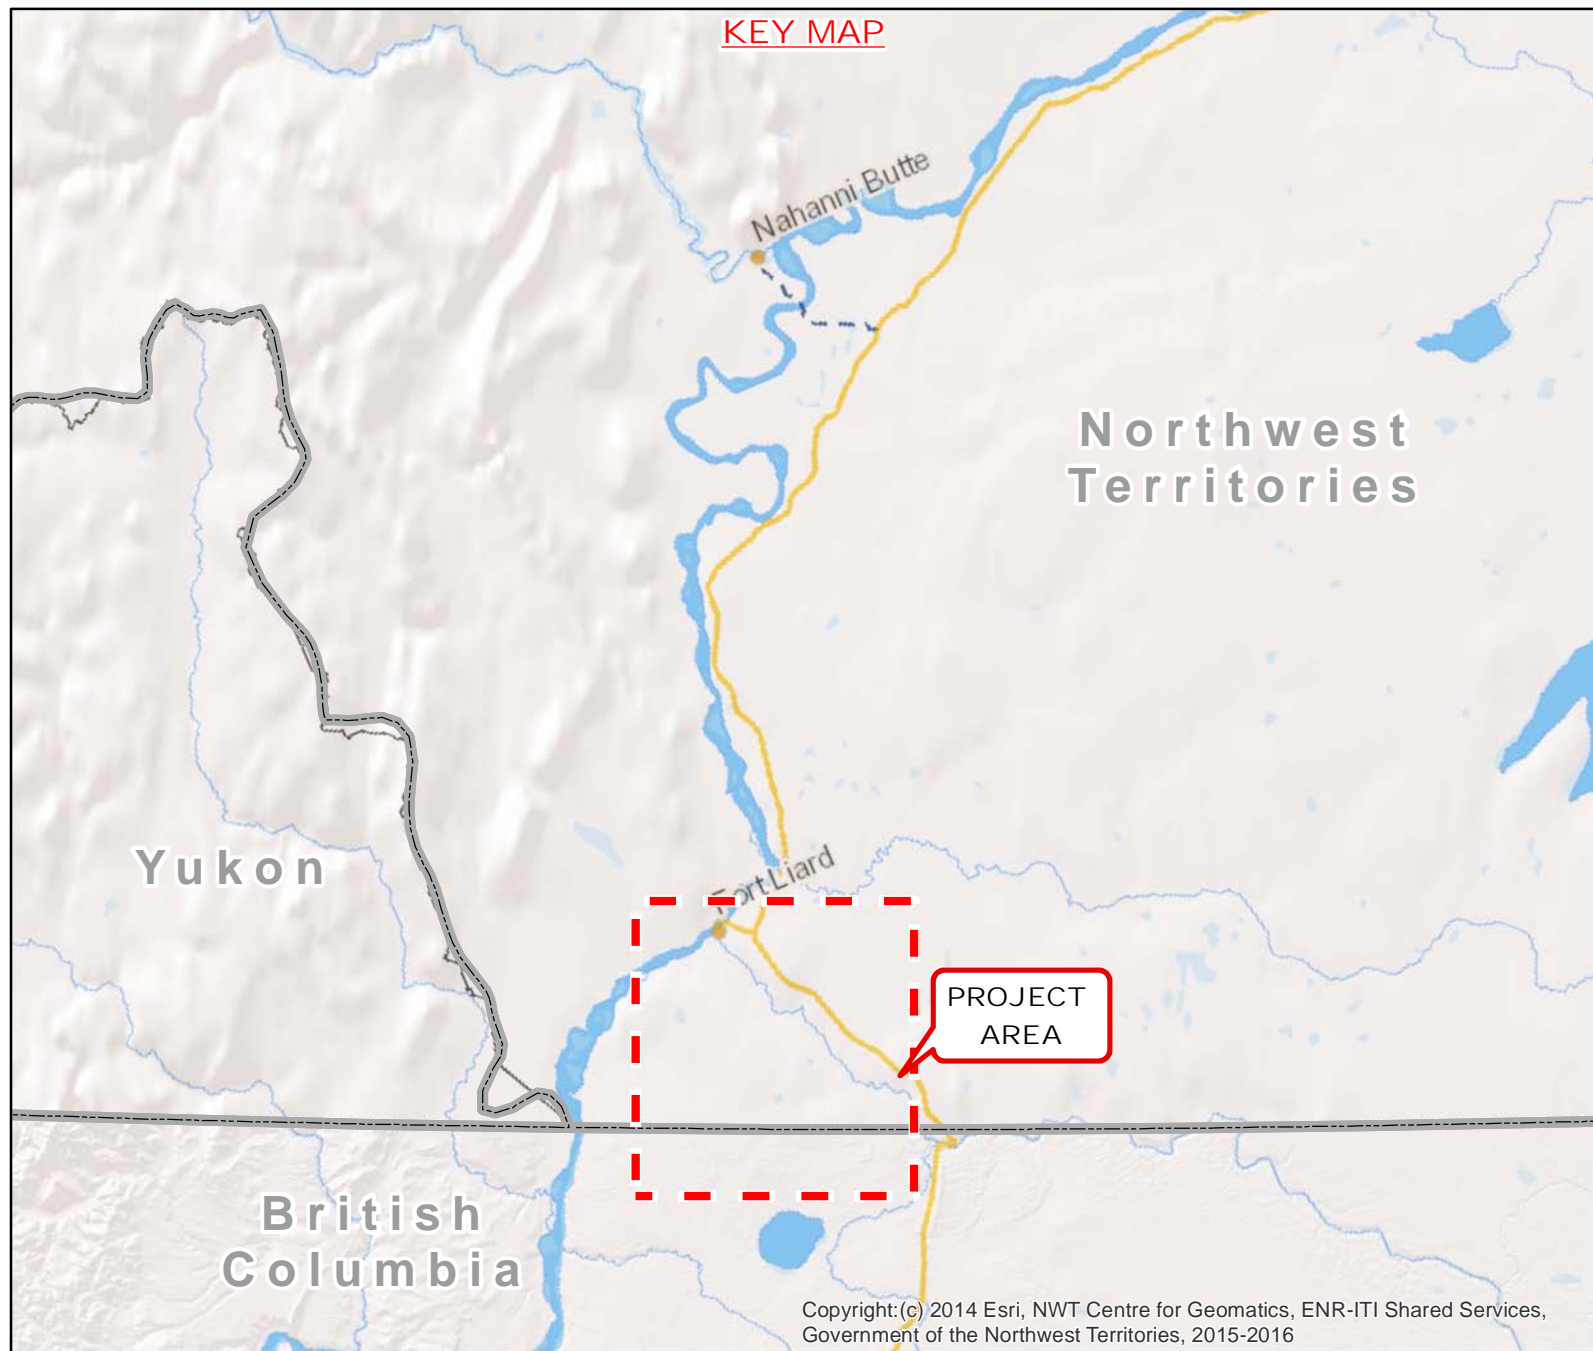 KEY MAP
Nahanni Butte
Northwest
Territories
Yukon
Fort Liard
PROJECT
AREA
British
Columbia
Copyright:(c) 2014 Esri, NWT Centre for Geomatics, ENR-ITI Shared Services,
Government of the Northwest Territories, 2015-2016